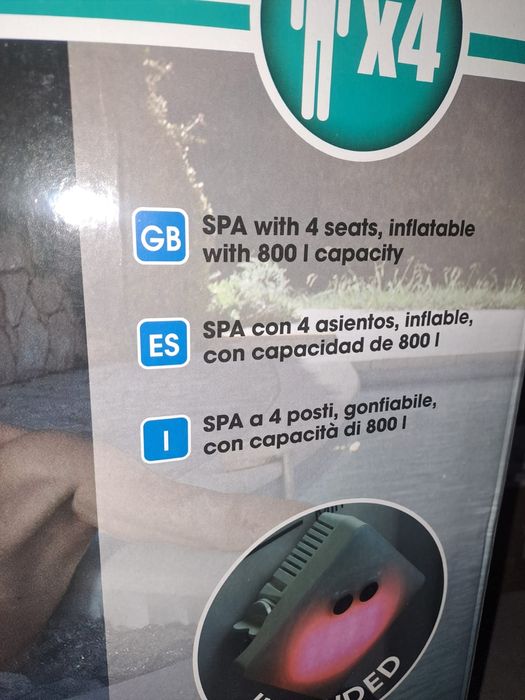 x4
GB
SPA with 4 seats, inflatable
with 800 l capacity
ES
SPA con 4 asientos, inflable,
con capacidad de 800 l
I
SPA a 4 posti, gonfiabile,
con capacità di 800 l